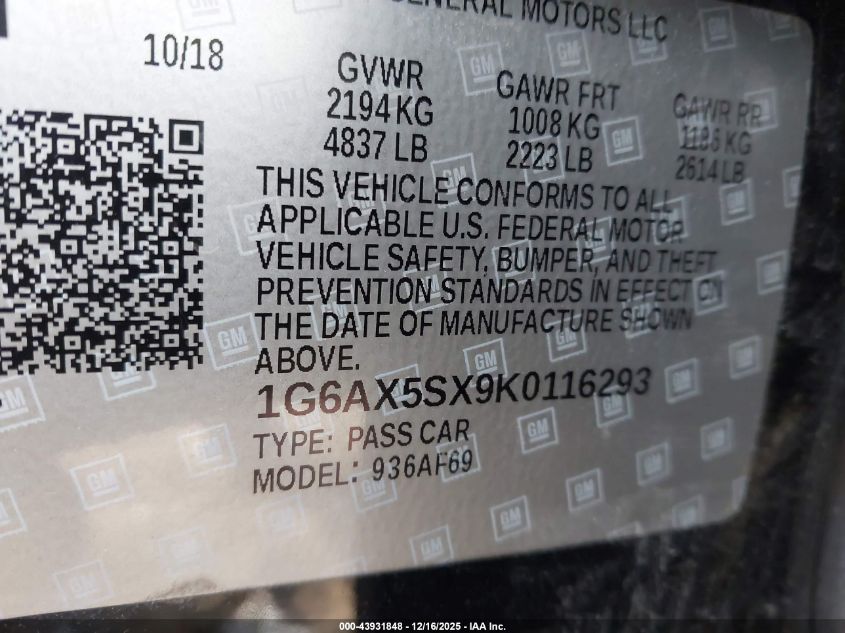 GENERAL MOTORS LLC
10/18
GVWR
2194 KG
4837 LB
GAWR FRT
1008 KG
2223 LB
GAWR RR
1186 KG
2614 LB
THIS VEHICLE CONFORMS TO ALL
APPLICABLE U.S. FEDERAL MOTOR
VEHICLE SAFETY, BUMPER, AND THEFT
PREVENTION STANDARDS IN EFFECT ON
THE DATE OF MANUFACTURE SHOWN
ABOVE.
1G6AX5SX9K0116293
TYPE: PASS CAR
MODEL: 936AF69
GM
000-43931848 - 12/16/2025 - IAA Inc.